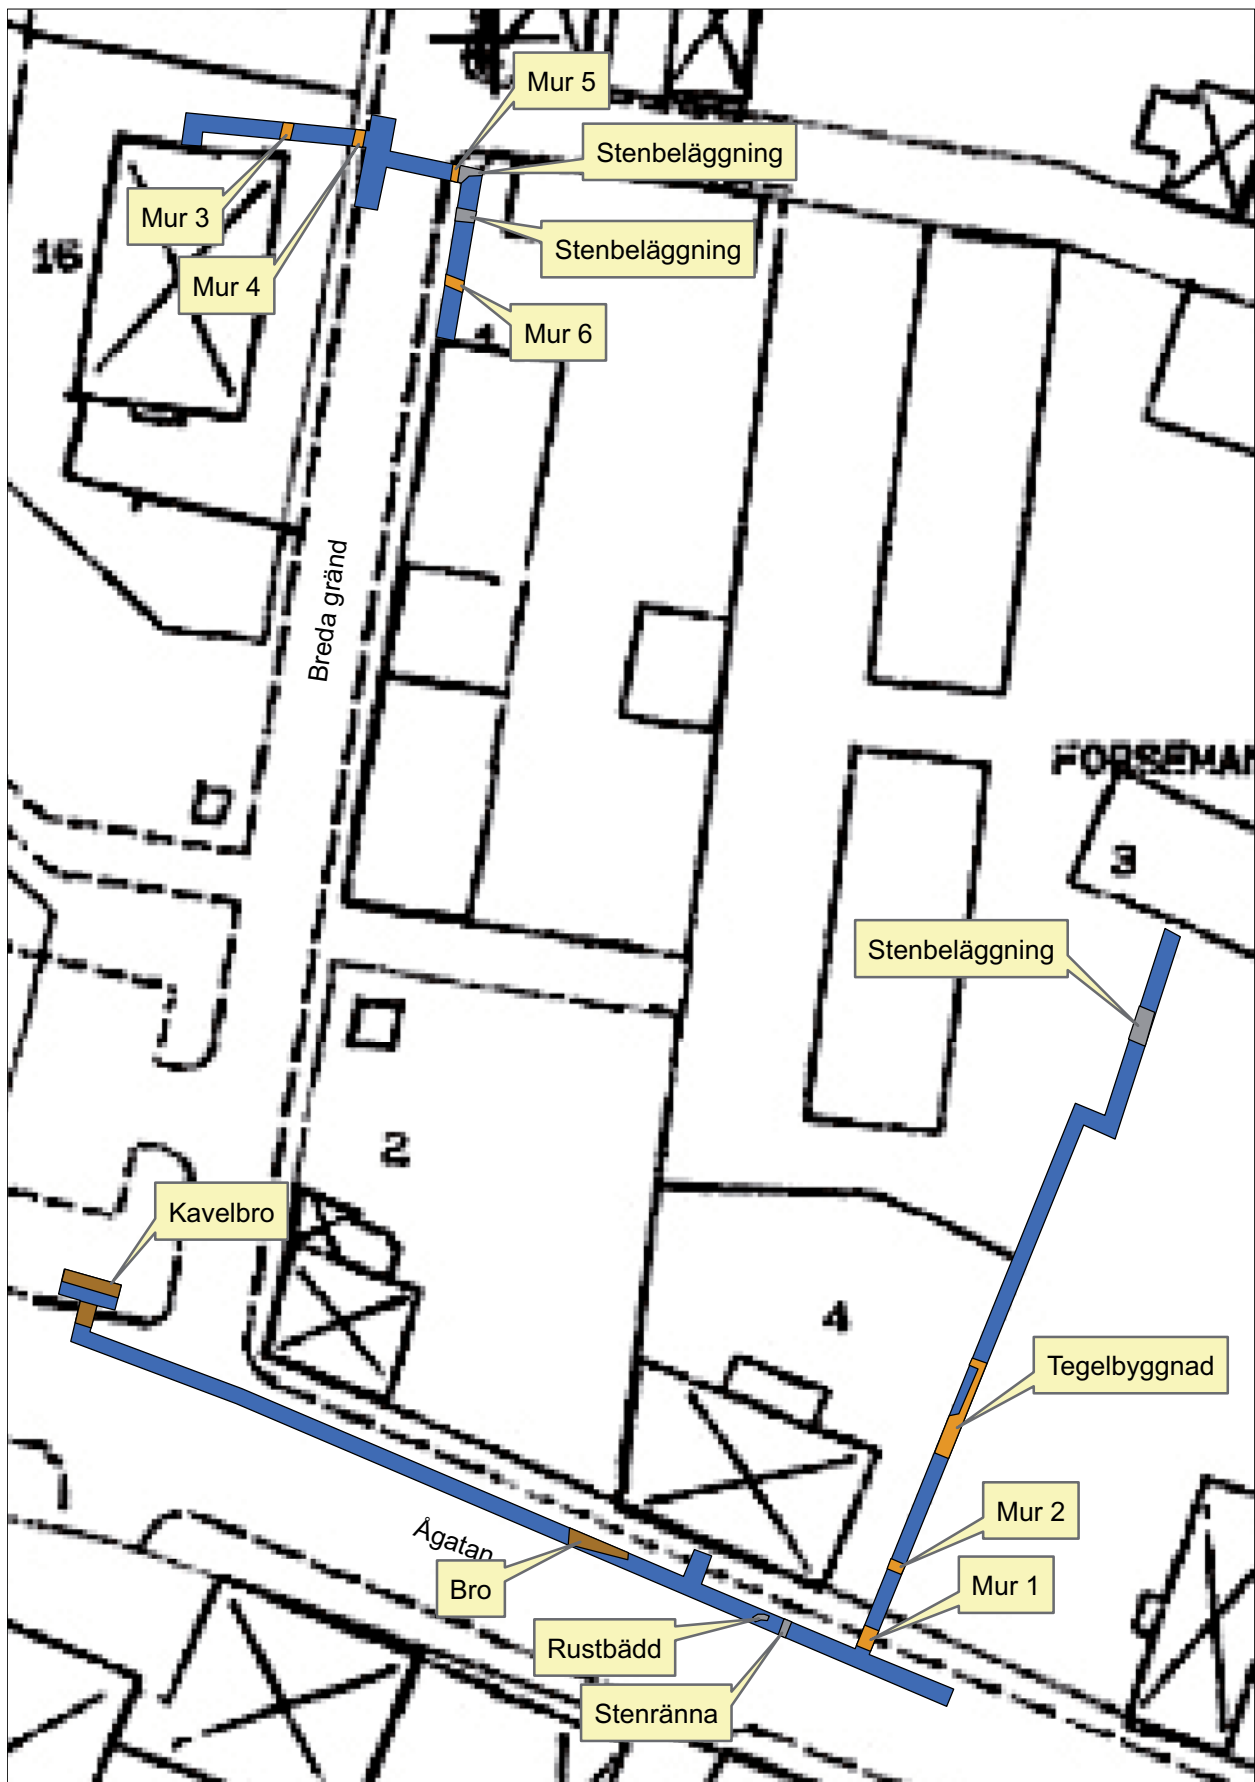 Mur 5
Stenbeläggning
Mur 3
Stenbeläggning
16
Mur 4
Mur 6
1
Breda gränd
FORSEMAN
3
Stenbeläggning
2
Kavelbro
4
Tegelbyggnad
Mur 2
Ågatan
Bro
Mur 1
Rustbädd
Stenränna